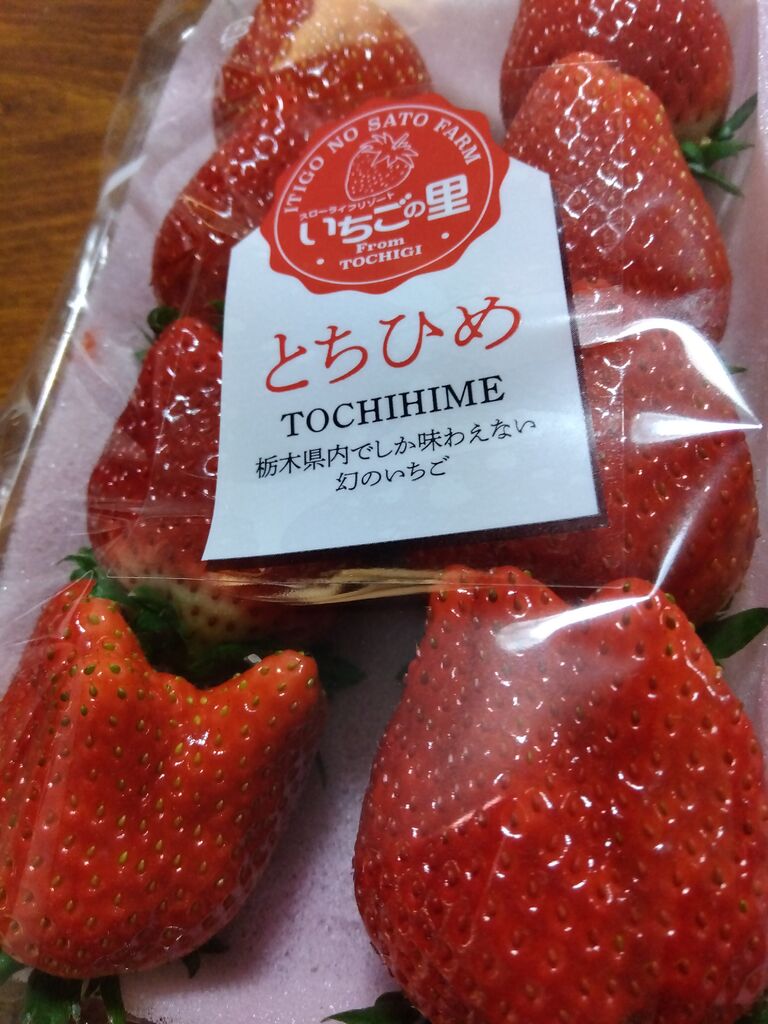 ITIGO NO SATO FARM
スローライフリゾート
いちごの里
From
TOCHIGI
とちひめ
TOCHIHIME
栃木県内でしか味わえない
幻のいちご